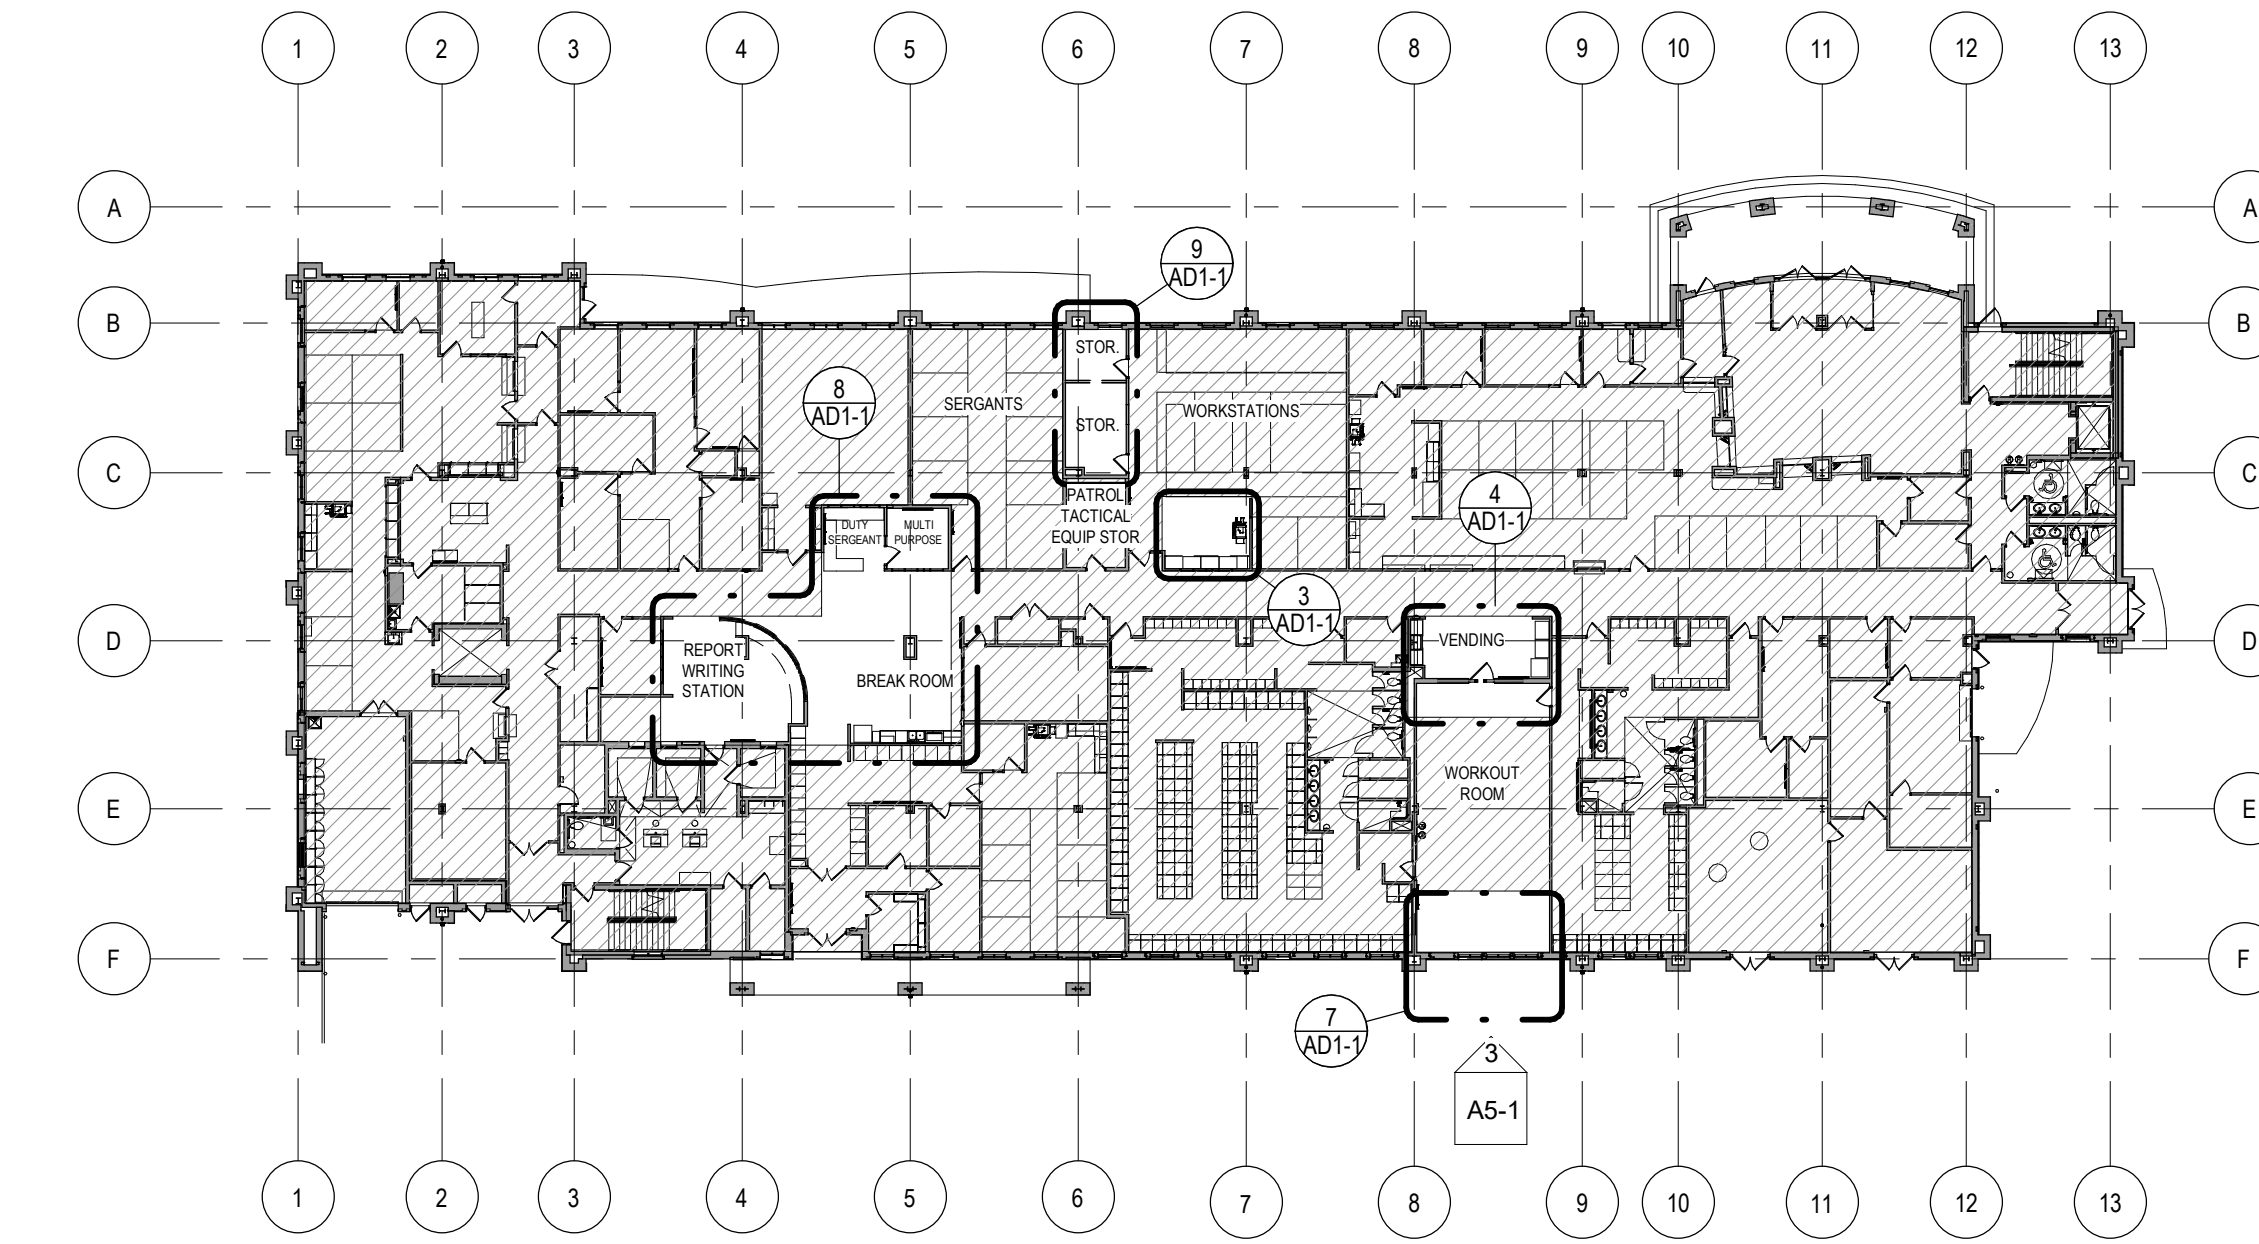 1 2 3 4 5 6 7 8 9 10 11 12 13
A A
9
AD1-1
B B
STOR.
8
AD1-1
SERGANTS
WORKSTATIONS
STOR.
C C
4
AD1-1
PATROL
TACTICAL
EQUIP STOR
DUTY
SERGEANT
MULTI
PURPOSE
3
AD1-1
D D
VENDING
REPORT
WRITING
STATION
BREAK ROOM
WORKOUT
ROOM
E E
F F
7
AD1-1
3
A5-1
1 2 3 4 5 6 7 8 9 10 11 12 13